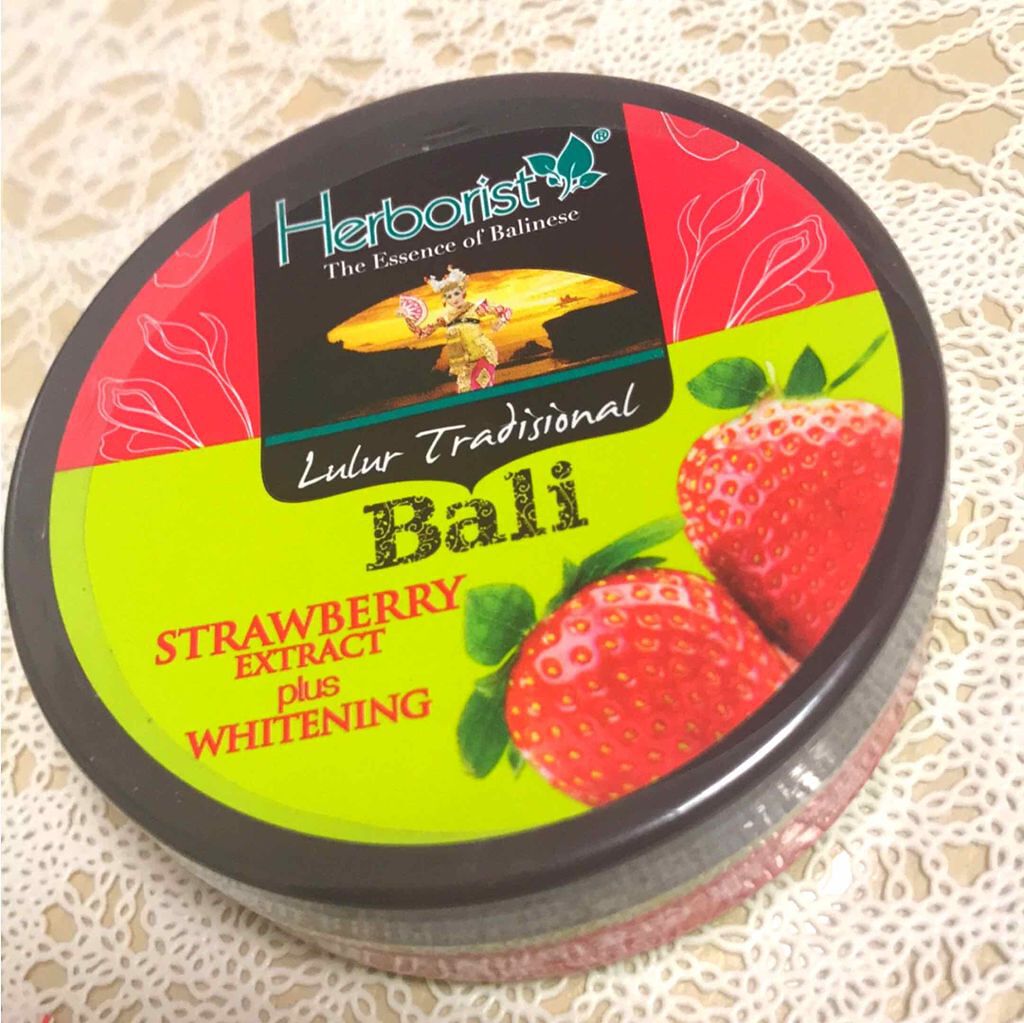 Herborist®
The Essence of Balinese
Lulur Tradisional
Bali
STRAWBERRY
EXTRACT
plus
WHITENING